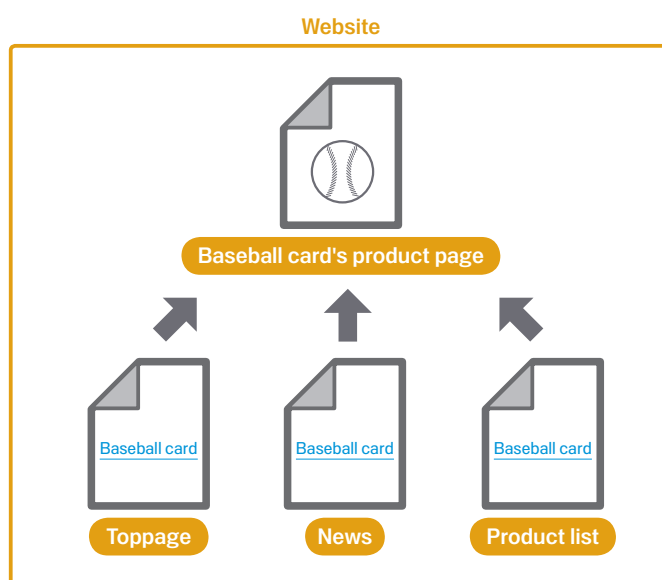 Website
Baseball card's product page
Baseball card
Baseball card
Baseball card
Toppage
News
Product list